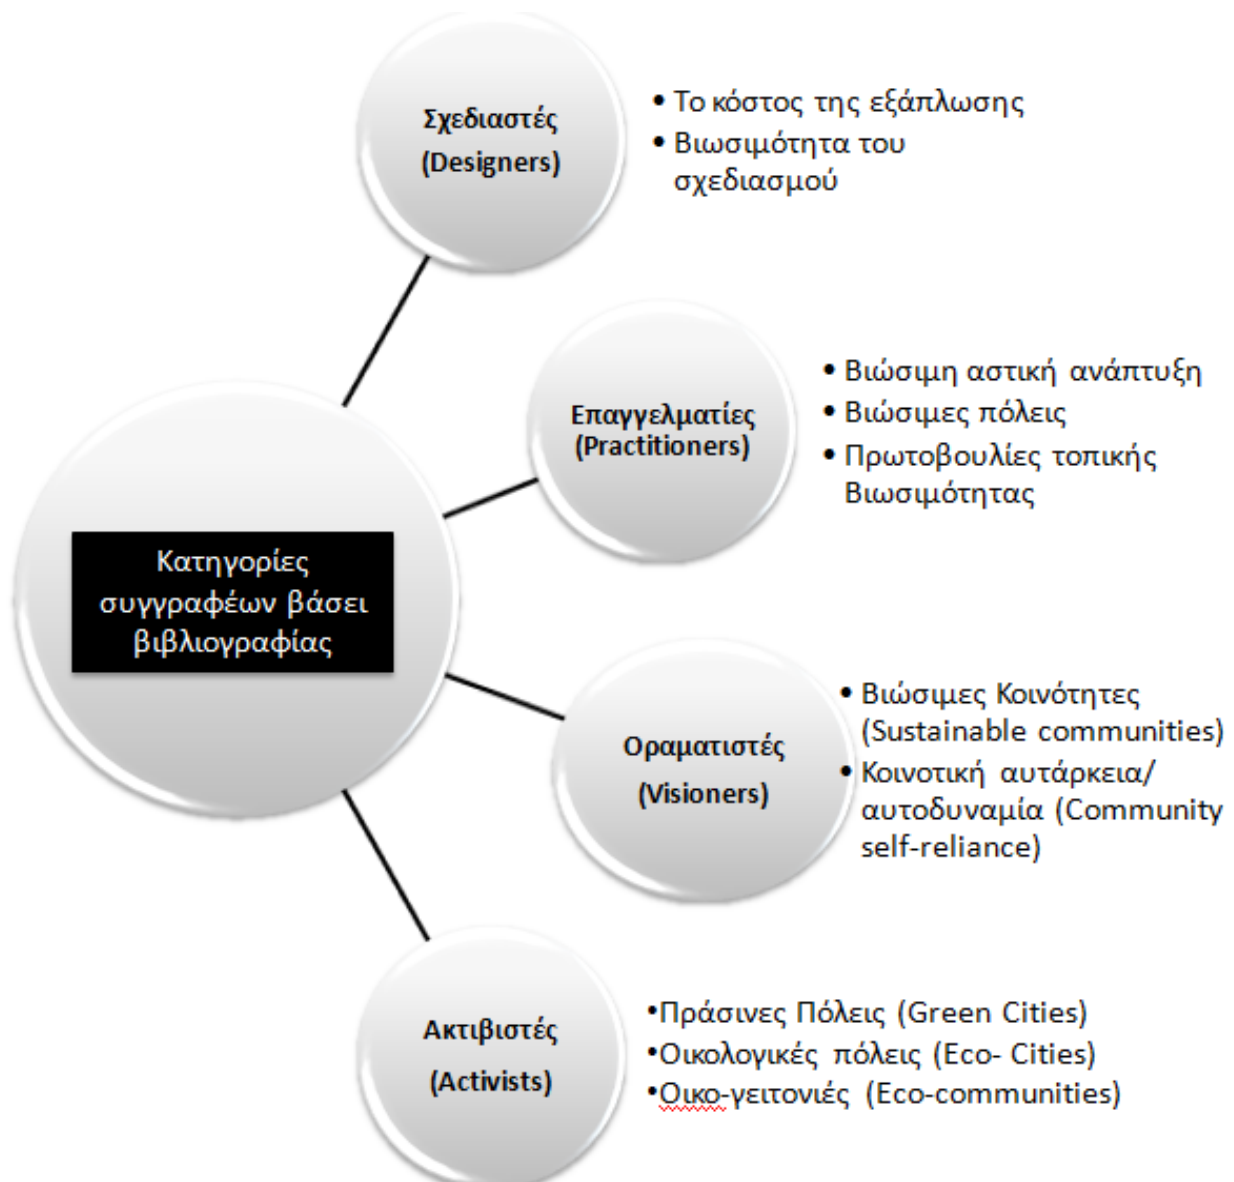 Σχεδιαστές
(Designers)
• Το κόστος της εξάπλωσης
• Βιωσιμότητα του
σχεδιασμού
Επαγγελματίες
(Practitioners)
• Βιώσιμη αστική ανάπτυξη
• Βιώσιμες πόλεις
• Πρωτοβουλίες τοπικής
Βιωσιμότητας
Κατηγορίες
συγγραφέων βάσει
βιβλιογραφίας
Οραματιστές
(Visioners)
• Βιώσιμες Κοινότητες
(Sustainable communities)
• Κοινοτική αυτάρκεια/
αυτοδυναμία (Community
self-reliance)
Ακτιβιστές
(Activists)
•Πράσινες Πόλεις (Green Cities)
•Οικολογικές πόλεις (Eco- Cities)
•Οικο-γειτονιές (Eco-communities)